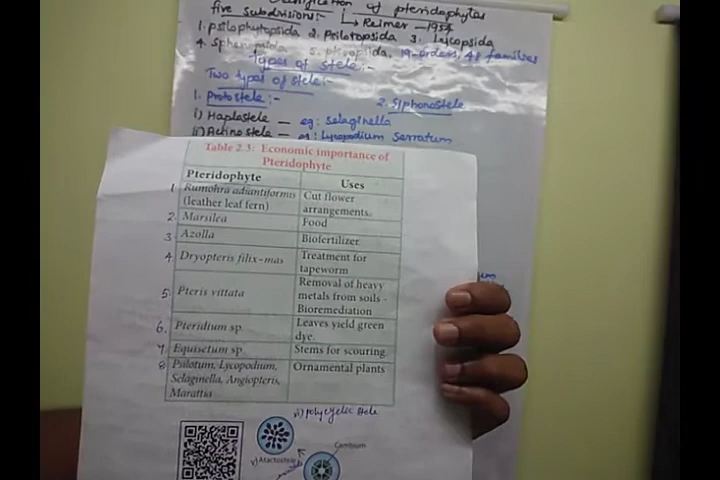 Classification of pteridophytes
five subdivisions:- Reimer - 1954
1. psilophytopsida 2. Psilotopsida 3. Lycopsida
4. Sphenopsida 5. pteropsida. 19-orders, 48 families
Types of stele:-
Two types of stele:-
1. Protostele:- 2. Siphonostele
i) Haplostele - eg: Selaginella
ii) Actinostele - eg: Lycopodium Serratum
Table 2.3: Economic importance of
Pteridophyte
Pteridophyte Uses
1. Rumohra adiantiformis Cut flower
(leather leaf fern) arrangements.
2. Marsilea Food
3. Azolla Biofertilizer.
4. Dryopteris filix-mas Treatment for
tapeworm
5. Pteris vittata Removal of heavy
metals from soils -
Bioremediation
6. Pteridium sp. Leaves yield green
dye.
7. Equisetum sp. Stems for scouring.
8 Psilotum, Lycopodium, Ornamental plants
Selaginella, Angiopteris,
Marattia
vi) polycyclic stele
Cambium
v) Atactostele